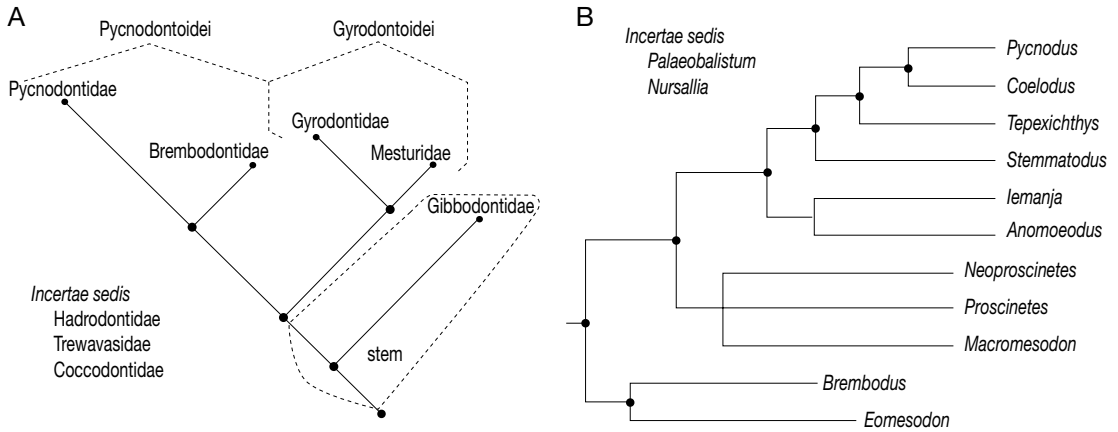 A
Pycnodontoidei
Gyrodontoidei
Pycnodontidae
Gyrodontidae
Brembodontidae
Mesturidae
Gibbodontidae
Incertae sedis
Hadrodontidae
Trewavasidae
Coccodontidae
stem
B
Incertae sedis
Palaeobalistum
Nursallia
Pycnodus
Coelodus
Tepexichthys
Stemmatodus
Iemanja
Anomoeodus
Neoproscinetes
Proscinetes
Macromesodon
Brembodus
Eomesodon